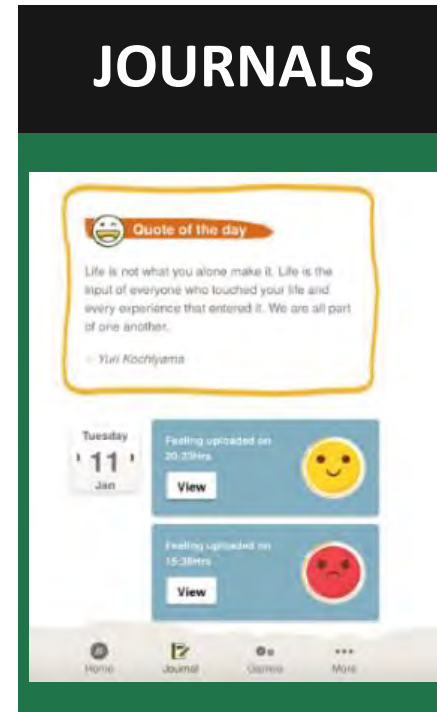 JOURNALS
Quote of the day
Life is not what you alone make it. Life is the
input of everyone who touched your life and
every experience that entered it. We are all part
of one another.
- Yuri Kochiyama
Tuesday
11
Jan
Feeling uploaded on
20:23Hrs
View
Feeling uploaded on
15:38Hrs
View
Home
Journal
Games
More